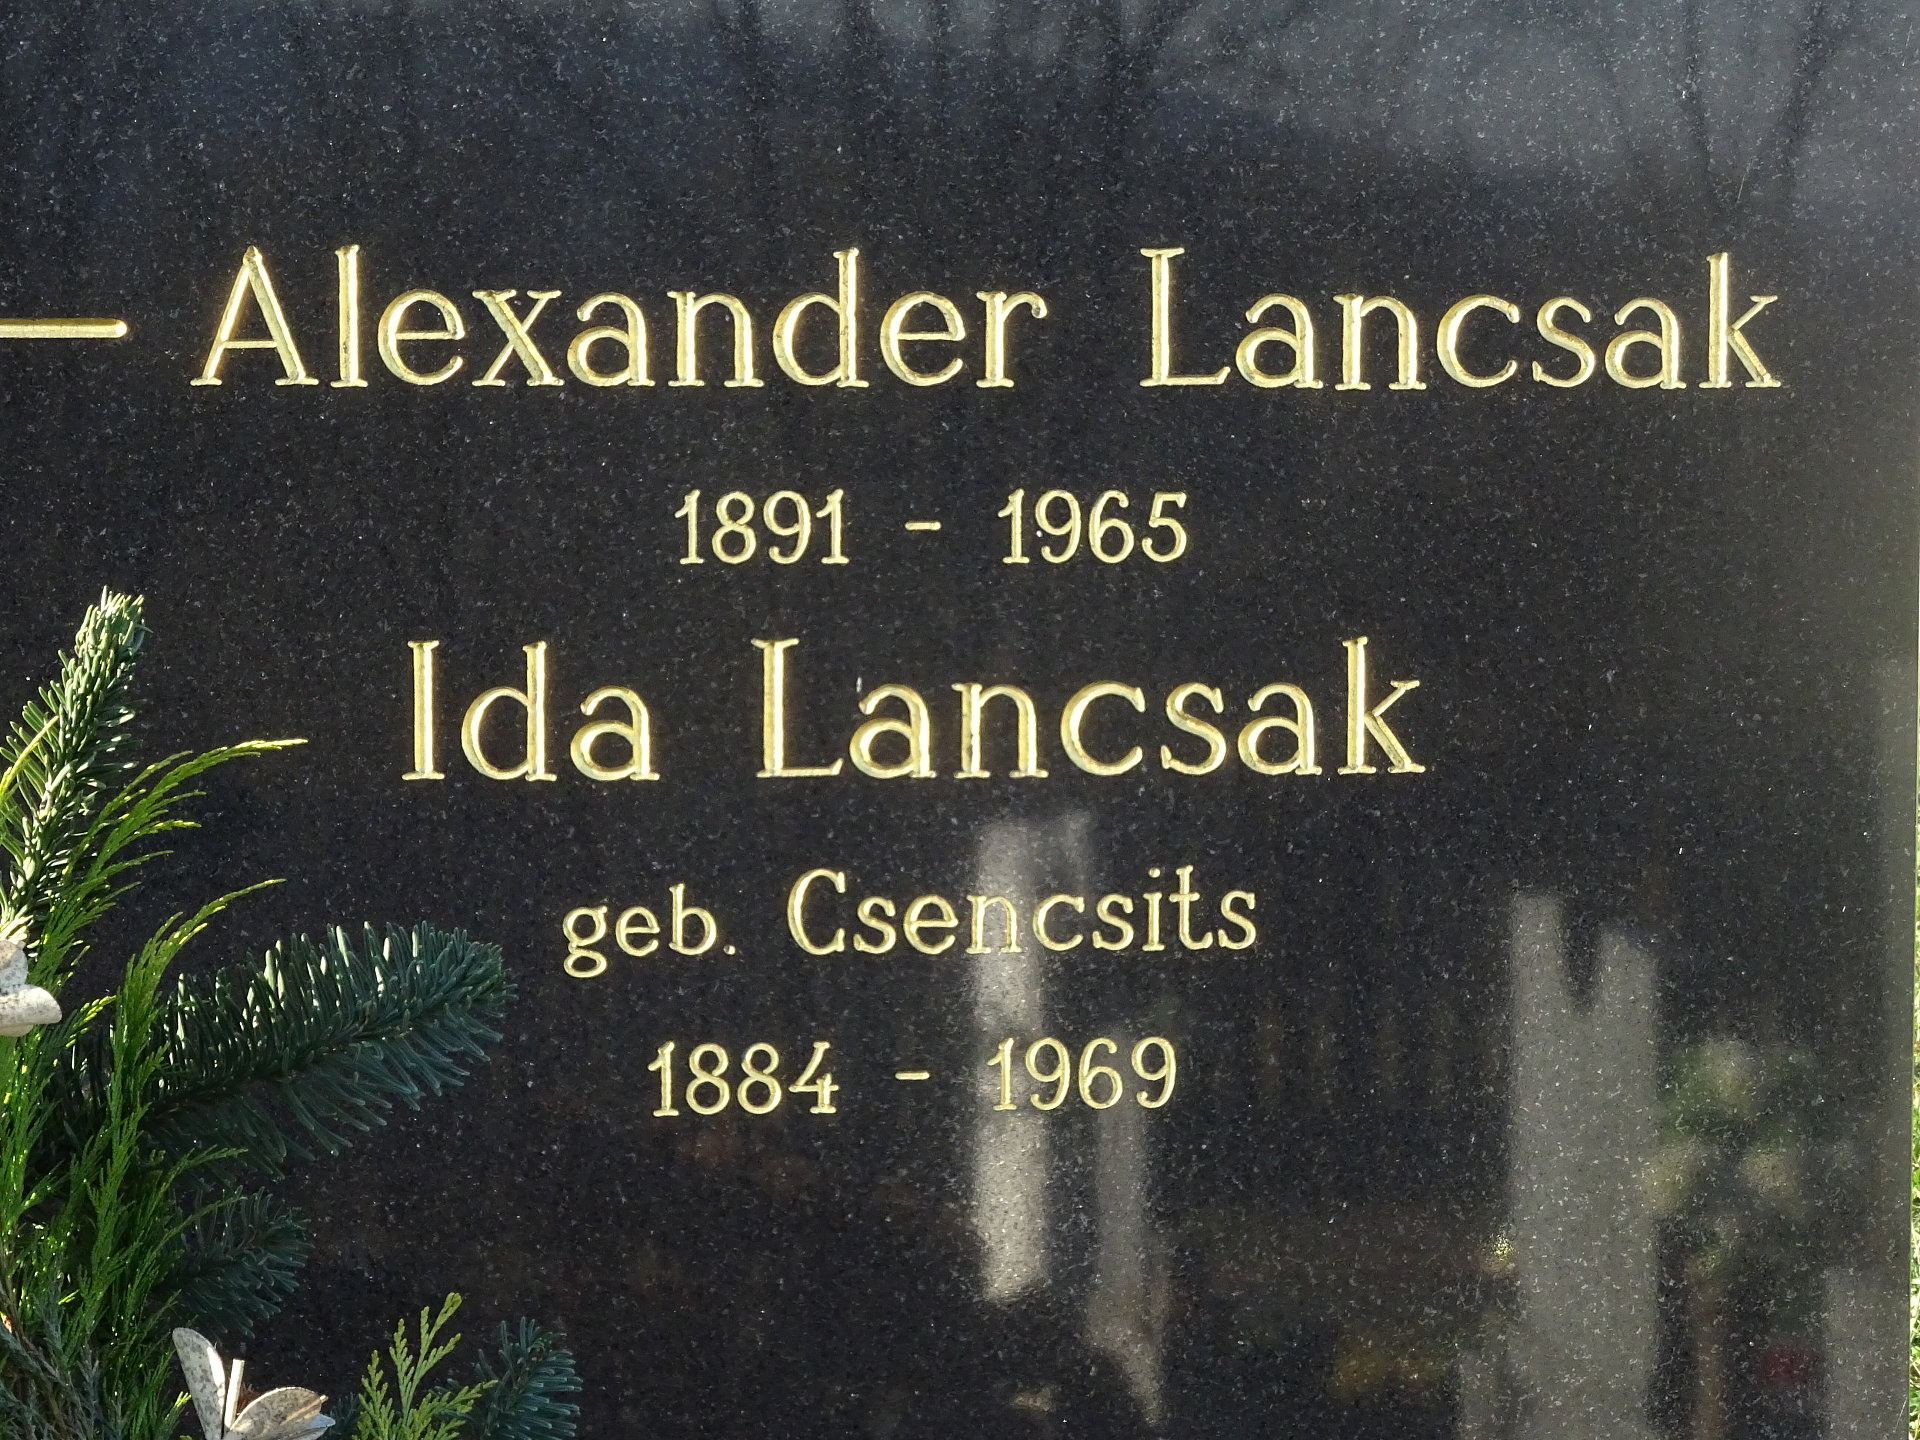 Alexander Lancsak
1891 - 1965
Ida Lancsak
geb. Csencsits
1884 - 1969